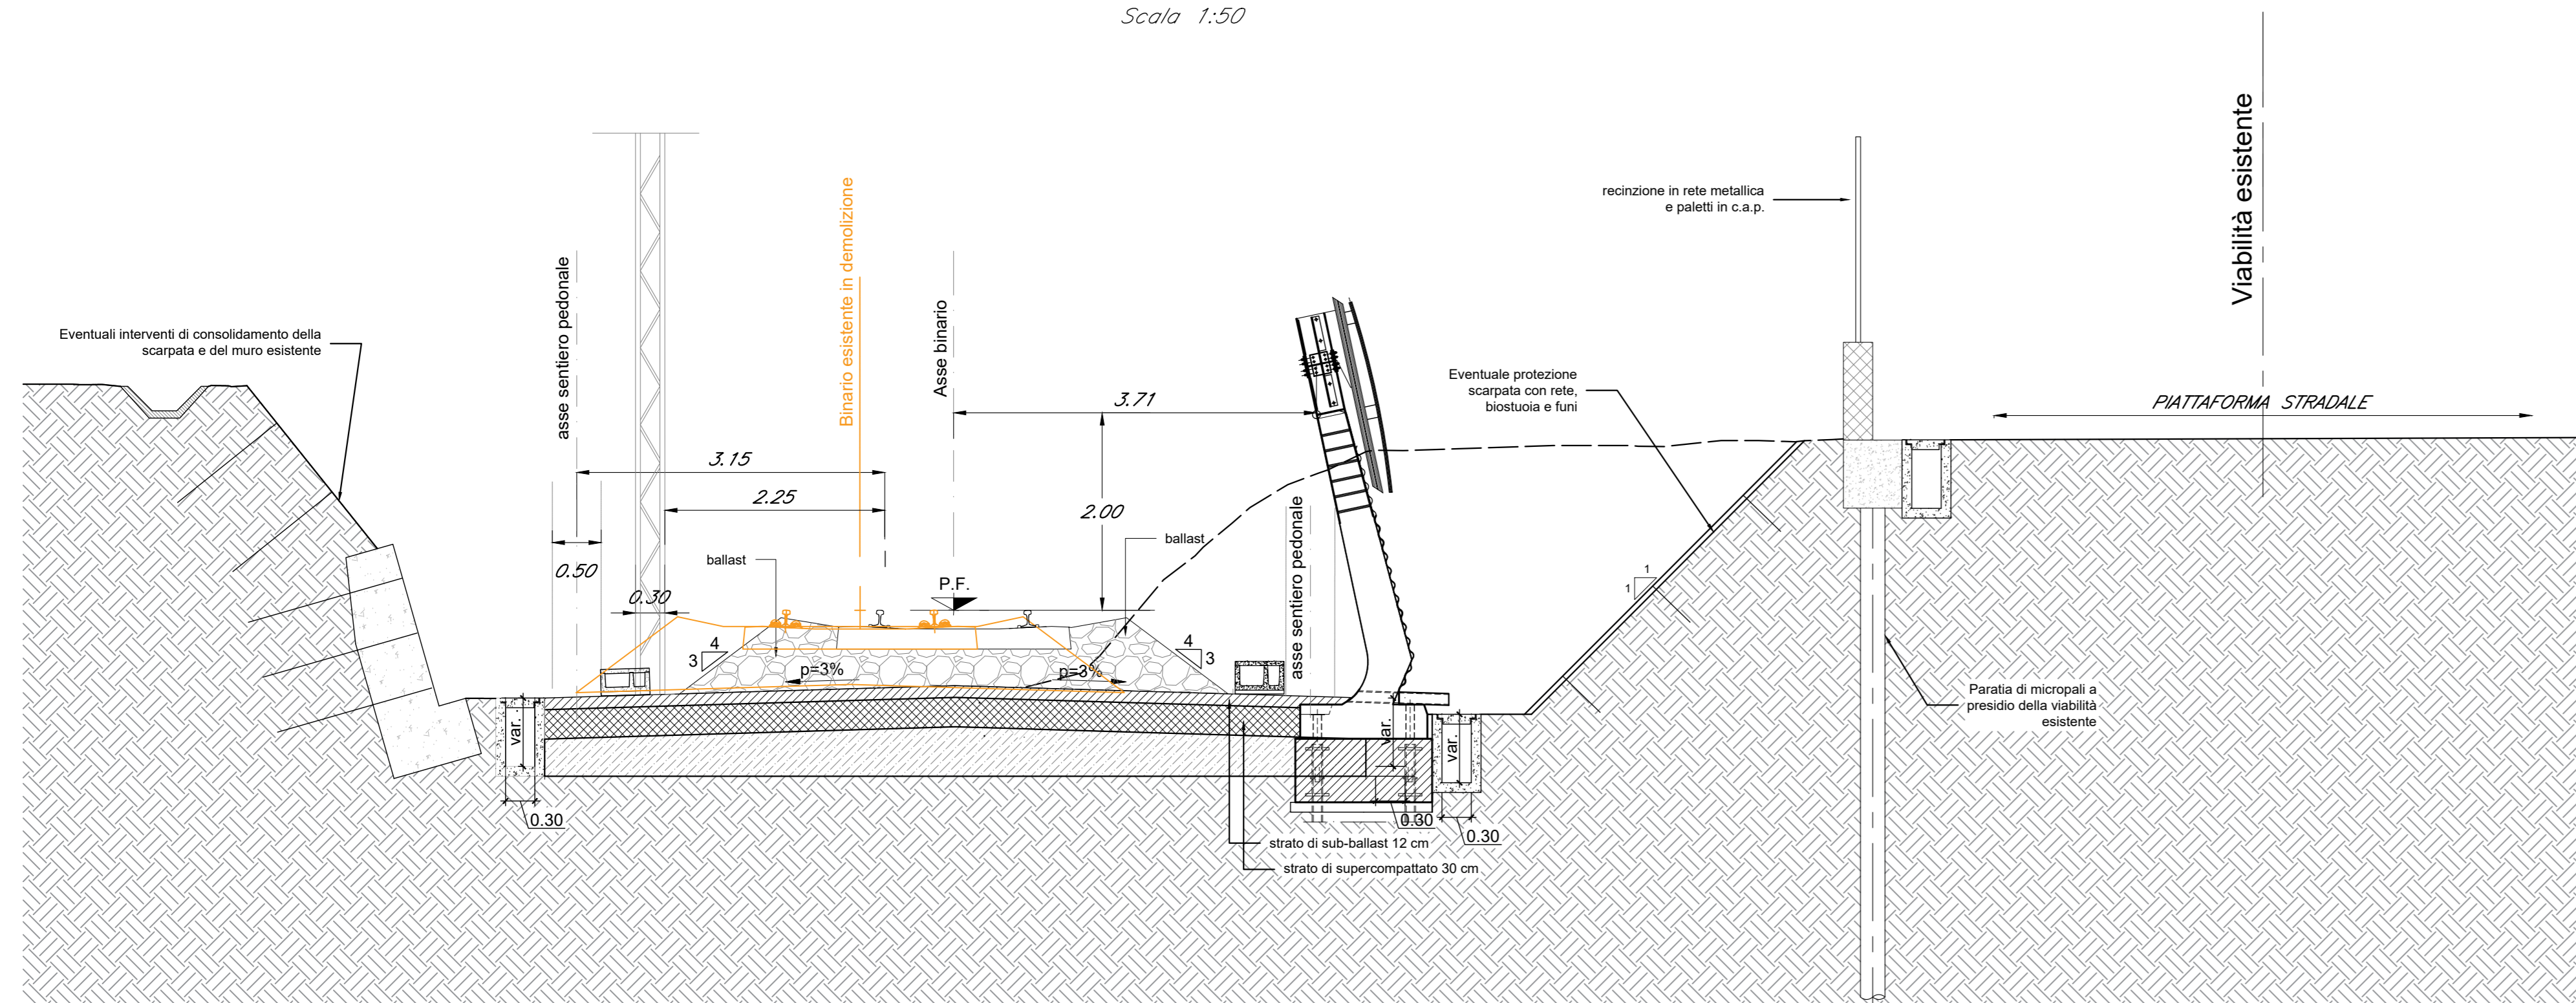 Scala 1:50
Viabilità esistente
recinzione in rete metallica
e paletti in c.a.p.
Binario esistente in demolizione
asse sentiero pedonale
Asse binario
Eventuali interventi di consolidamento della
scarpata e del muro esistente
Eventuale protezione
scarpata con rete,
biostuoia e funi
3.71
PIATTAFORMA STRADALE
3.15
2.25
2.00
asse sentiero pedonale
ballast
ballast
0.50
0.30
P.F.
1
1
4
3
4
3
p=3%
p=3%
Paratia di micropali a
presidio della viabilità
esistente
var.
var.
var.
0.30
0.30
0.30
strato di sub-ballast 12 cm
strato di supercompattato 30 cm